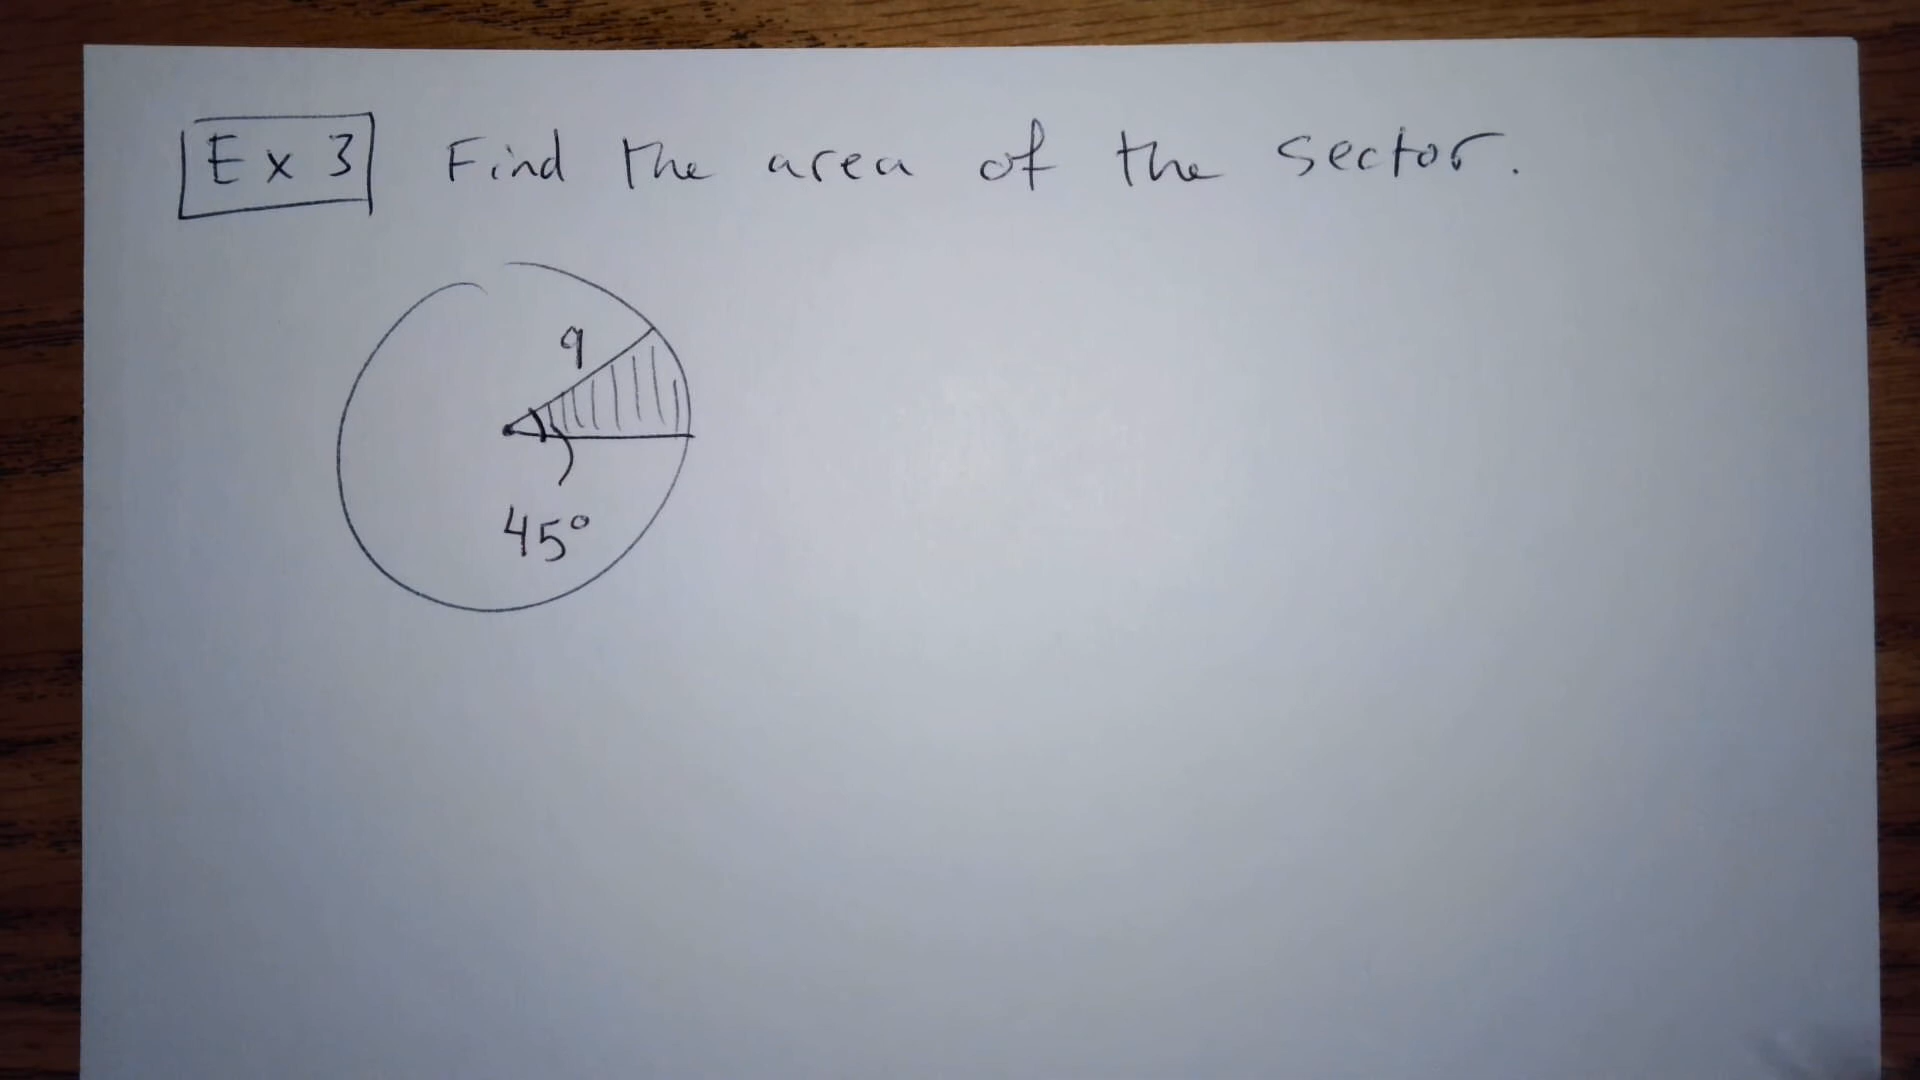 Ex 3 Find the area of the sector.
9
45°